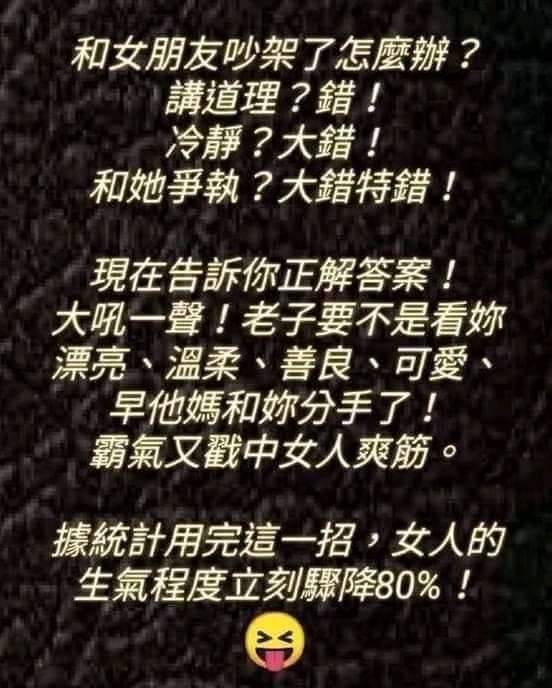 和女朋友吵架了怎麼辦？
講道理？錯！
冷靜？大錯！
和她爭執？大錯特錯！
現在告訴你正解答案！
大吼一聲！老子要不是看妳
漂亮、溫柔、善良、可愛、
早他媽和妳分手了！
霸氣又戳中女人爽筋。
據統計用完這一招，女人的
生氣程度立刻驟降80%！